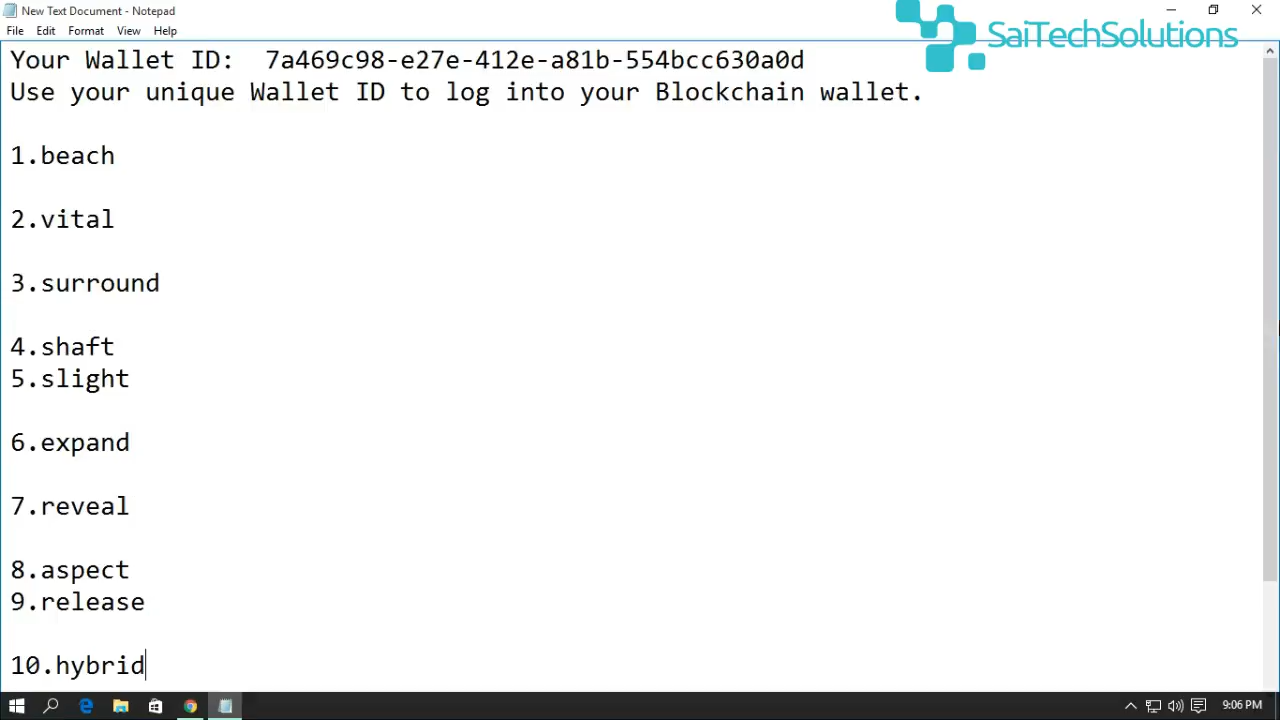 New Text Document - Notepad
SaiTechSolutions
File Edit Format View Help
Your Wallet ID: 7a469c98-e27e-412e-a81b-554bcc630a0d
Use your unique Wallet ID to log into your Blockchain wallet.
1.beach
2.vital
3.surround
4.shaft
5.slight
6.expand
7.reveal
8.aspect
9.release
10.hybrid
9:06 PM